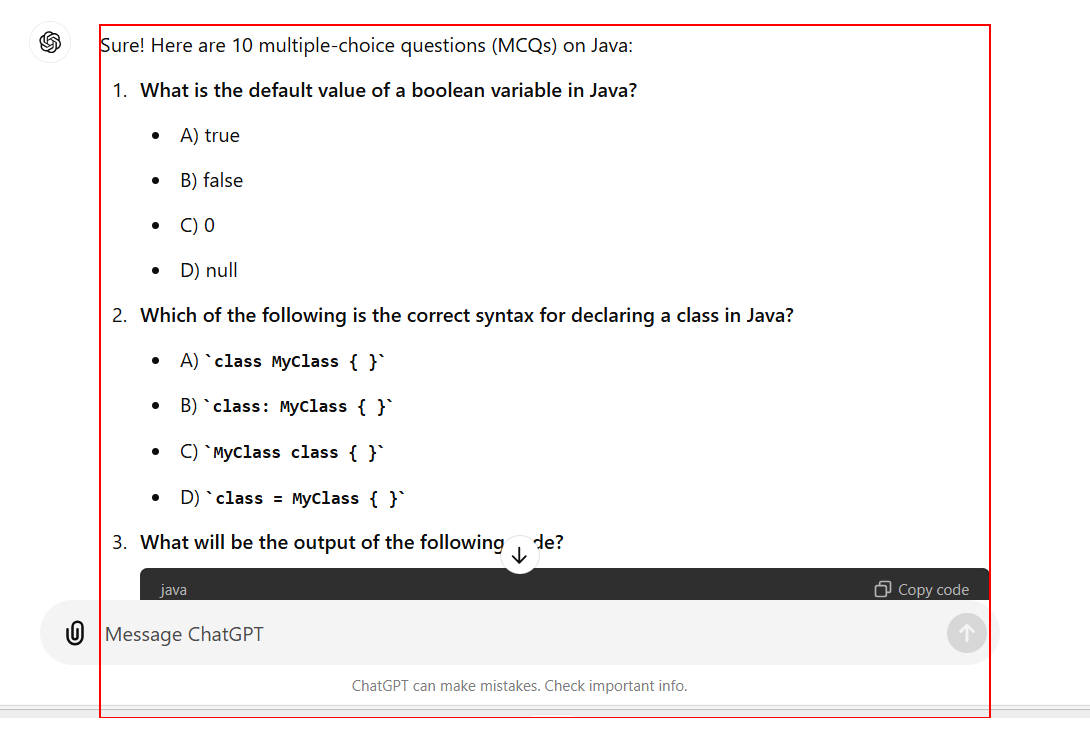 Sure! Here are 10 multiple-choice questions (MCQs) on Java:
1. What is the default value of a boolean variable in Java?
• A) true
• B) false
• C) 0
• D) null
2. Which of the following is the correct syntax for declaring a class in Java?
• A) `class MyClass { }`
• B) `class: MyClass { }`
• C) `MyClass class { }`
• D) `class = MyClass { }`
3. What will be the output of the following de?
java Copy code
Message ChatGPT
ChatGPT can make mistakes. Check important info.